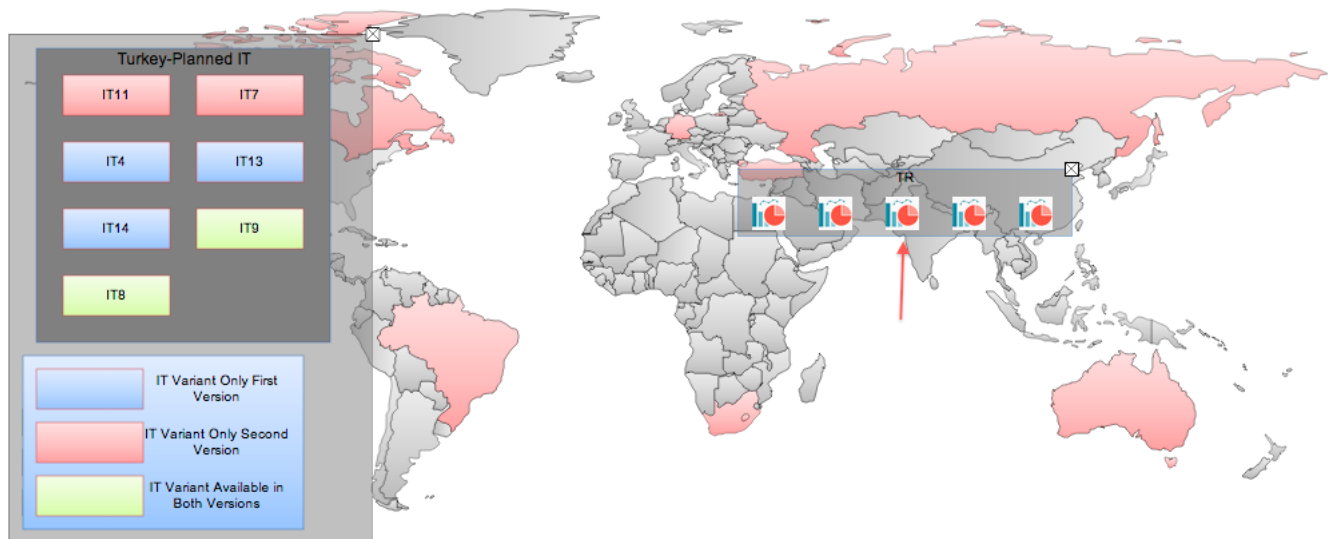 Turkey-Planned IT
IT11
IT7
IT4
IT13
IT14
IT9
IT8
IT Variant Only First
Version
IT Variant Only Second
Version
IT Variant Available in
Both Versions
TR